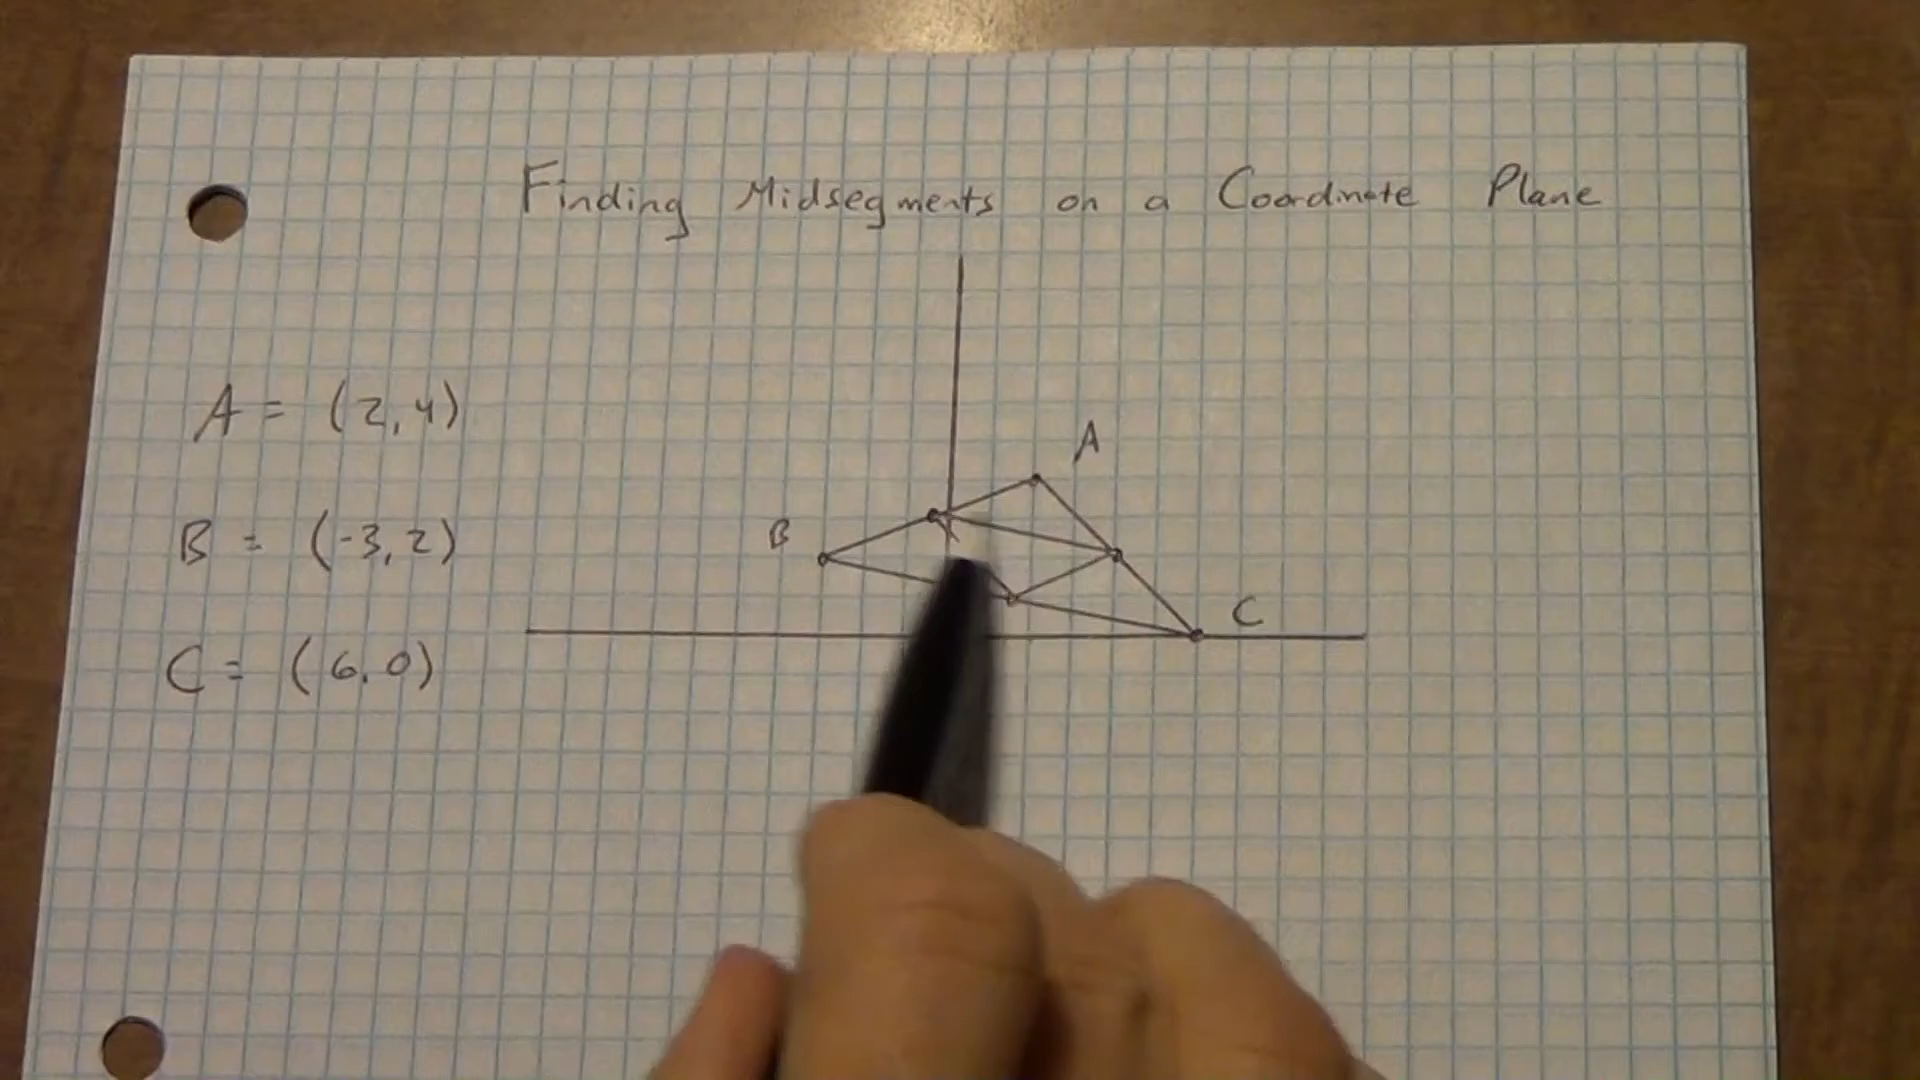 Finding Midsegments on a Coordinate Plane
A = (2,4)
B = (-3,2)
C = (6,0)
A
B
C